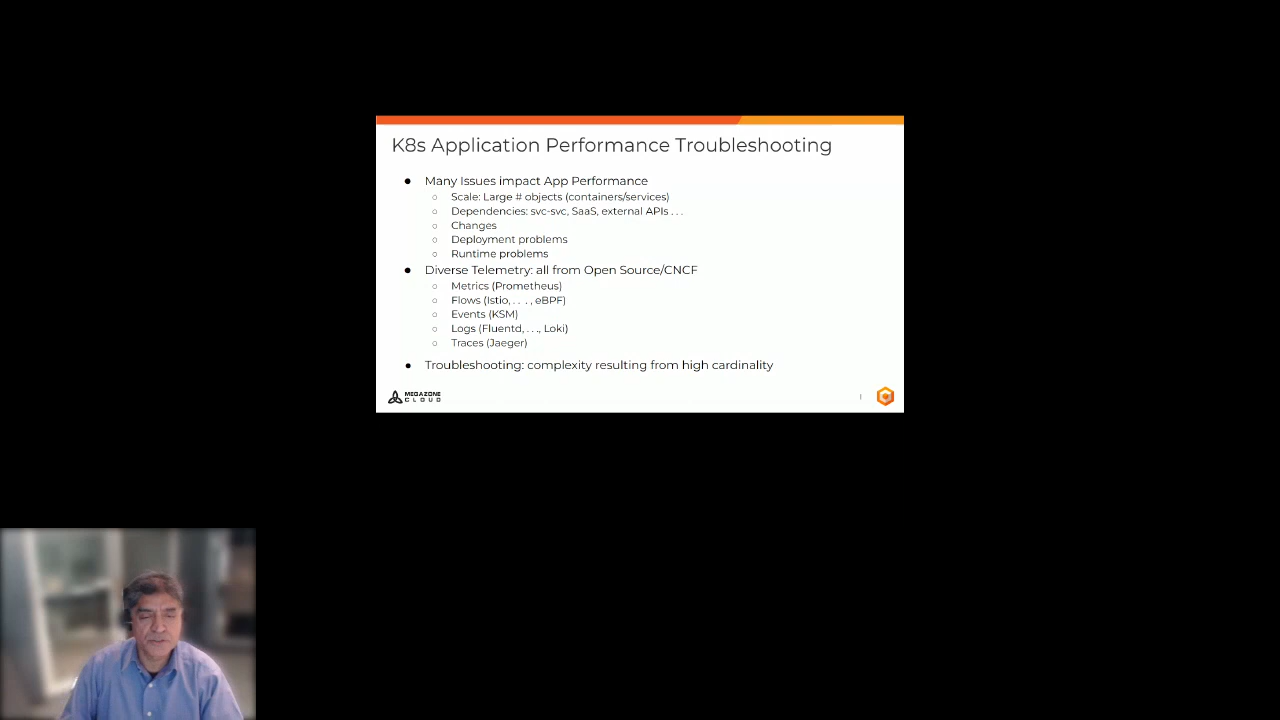 K8s Application Performance Troubleshooting
● Many Issues impact App Performance
○ Scale: Large # objects (containers/services)
○ Dependencies: svc-svc, SaaS, external APIs . . .
○ Changes
○ Deployment problems
○ Runtime problems
● Diverse Telemetry: all from Open Source/CNCF
○ Metrics (Prometheus)
○ Flows (Istio, . . . , eBPF)
○ Events (KSM)
○ Logs (Fluentd, . . ., Loki)
○ Traces (Jaeger)
● Troubleshooting: complexity resulting from high cardinality
MEGAZONE
CLOUD